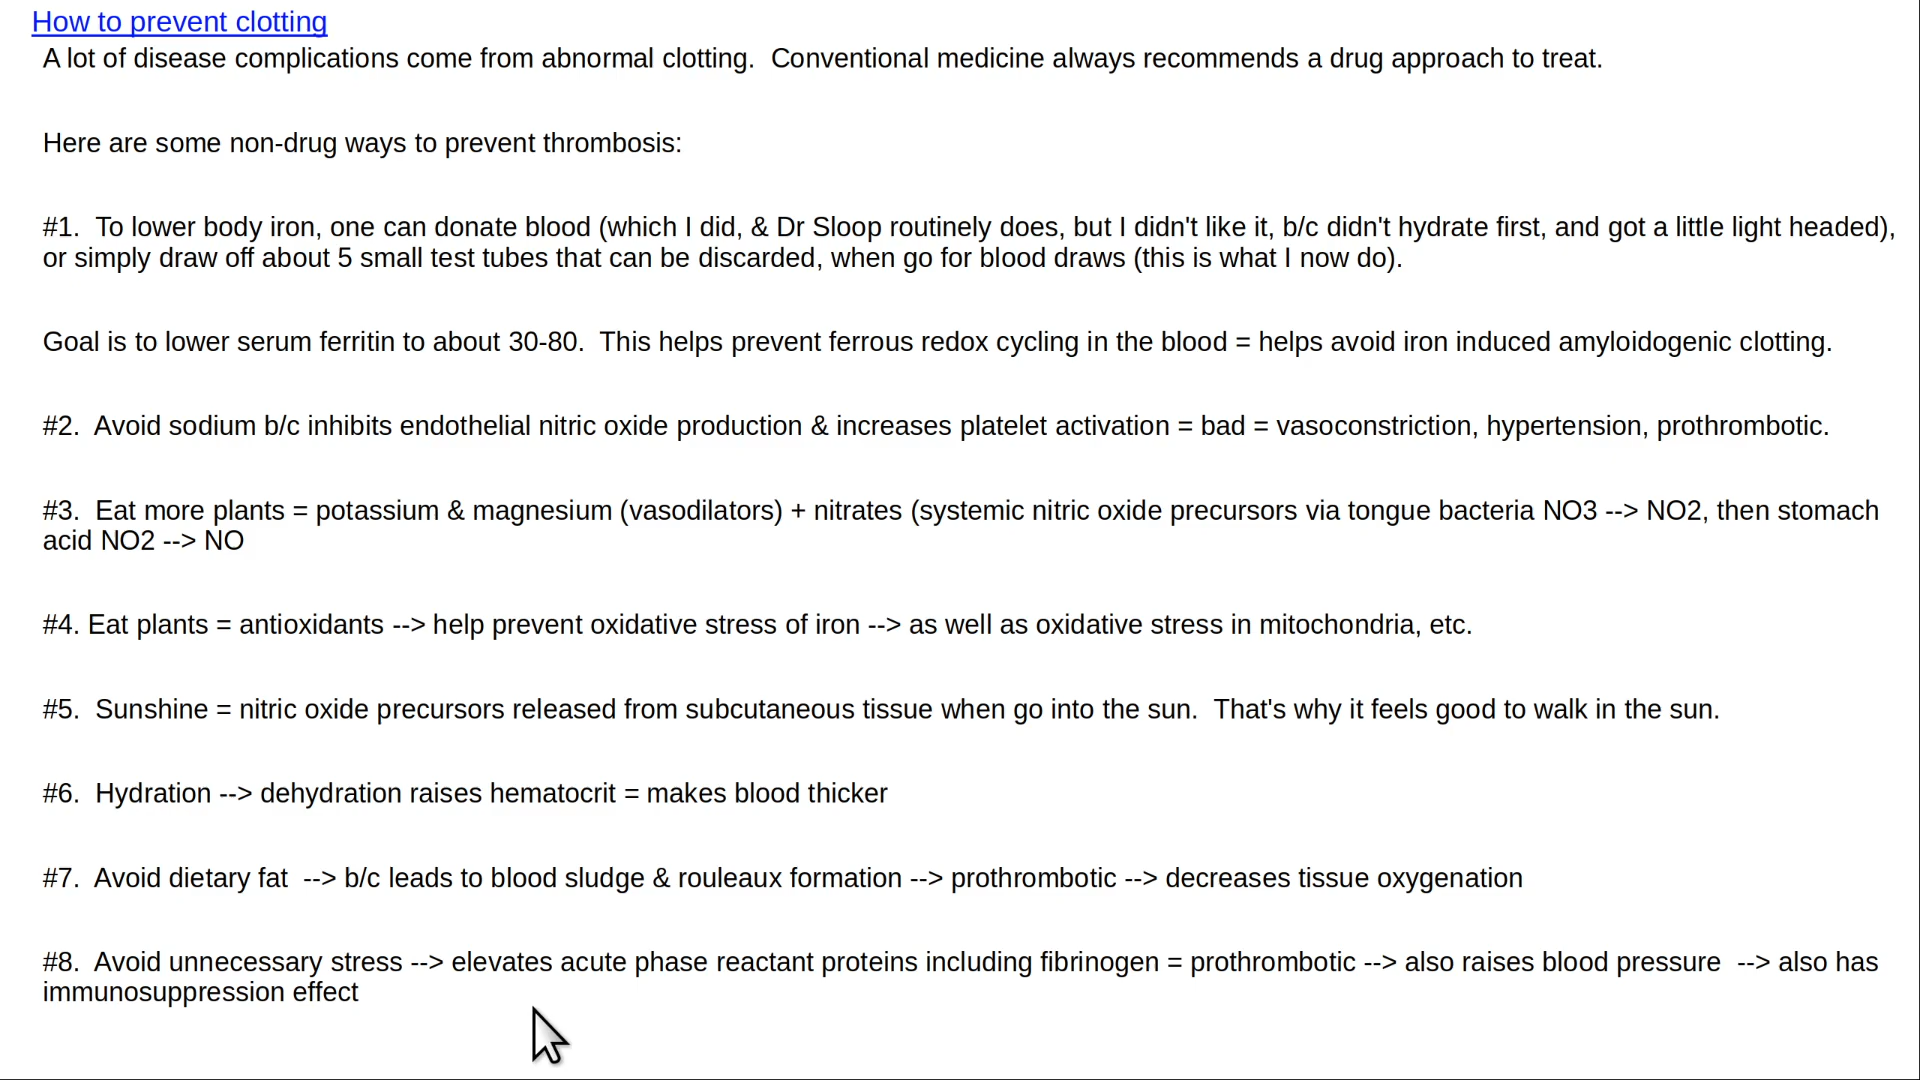 How to prevent clotting
A lot of disease complications come from abnormal clotting.  Conventional medicine always recommends a drug approach to treat.
Here are some non-drug ways to prevent thrombosis:
#1.  To lower body iron, one can donate blood (which I did, & Dr Sloop routinely does, but I didn't like it, b/c didn't hydrate first, and got a little light headed),
or simply draw off about 5 small test tubes that can be discarded, when go for blood draws (this is what I now do).
Goal is to lower serum ferritin to about 30-80.  This helps prevent ferrous redox cycling in the blood = helps avoid iron induced amyloidogenic clotting.
#2.  Avoid sodium b/c inhibits endothelial nitric oxide production & increases platelet activation = bad = vasoconstriction, hypertension, prothrombotic.
#3.  Eat more plants = potassium & magnesium (vasodilators) + nitrates (systemic nitric oxide precursors via tongue bacteria NO3 --> NO2, then stomach
acid NO2 --> NO
#4. Eat plants = antioxidants --> help prevent oxidative stress of iron --> as well as oxidative stress in mitochondria, etc.
#5.  Sunshine = nitric oxide precursors released from subcutaneous tissue when go into the sun.  That's why it feels good to walk in the sun.
#6.  Hydration --> dehydration raises hematocrit = makes blood thicker
#7.  Avoid dietary fat  --> b/c leads to blood sludge & rouleaux formation --> prothrombotic --> decreases tissue oxygenation
#8.  Avoid unnecessary stress --> elevates acute phase reactant proteins including fibrinogen = prothrombotic --> also raises blood pressure  --> also has
immunosuppression effect